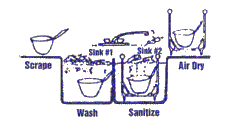 Sink #1 Sink #2
Scrape Air Dry
Wash Sanitize